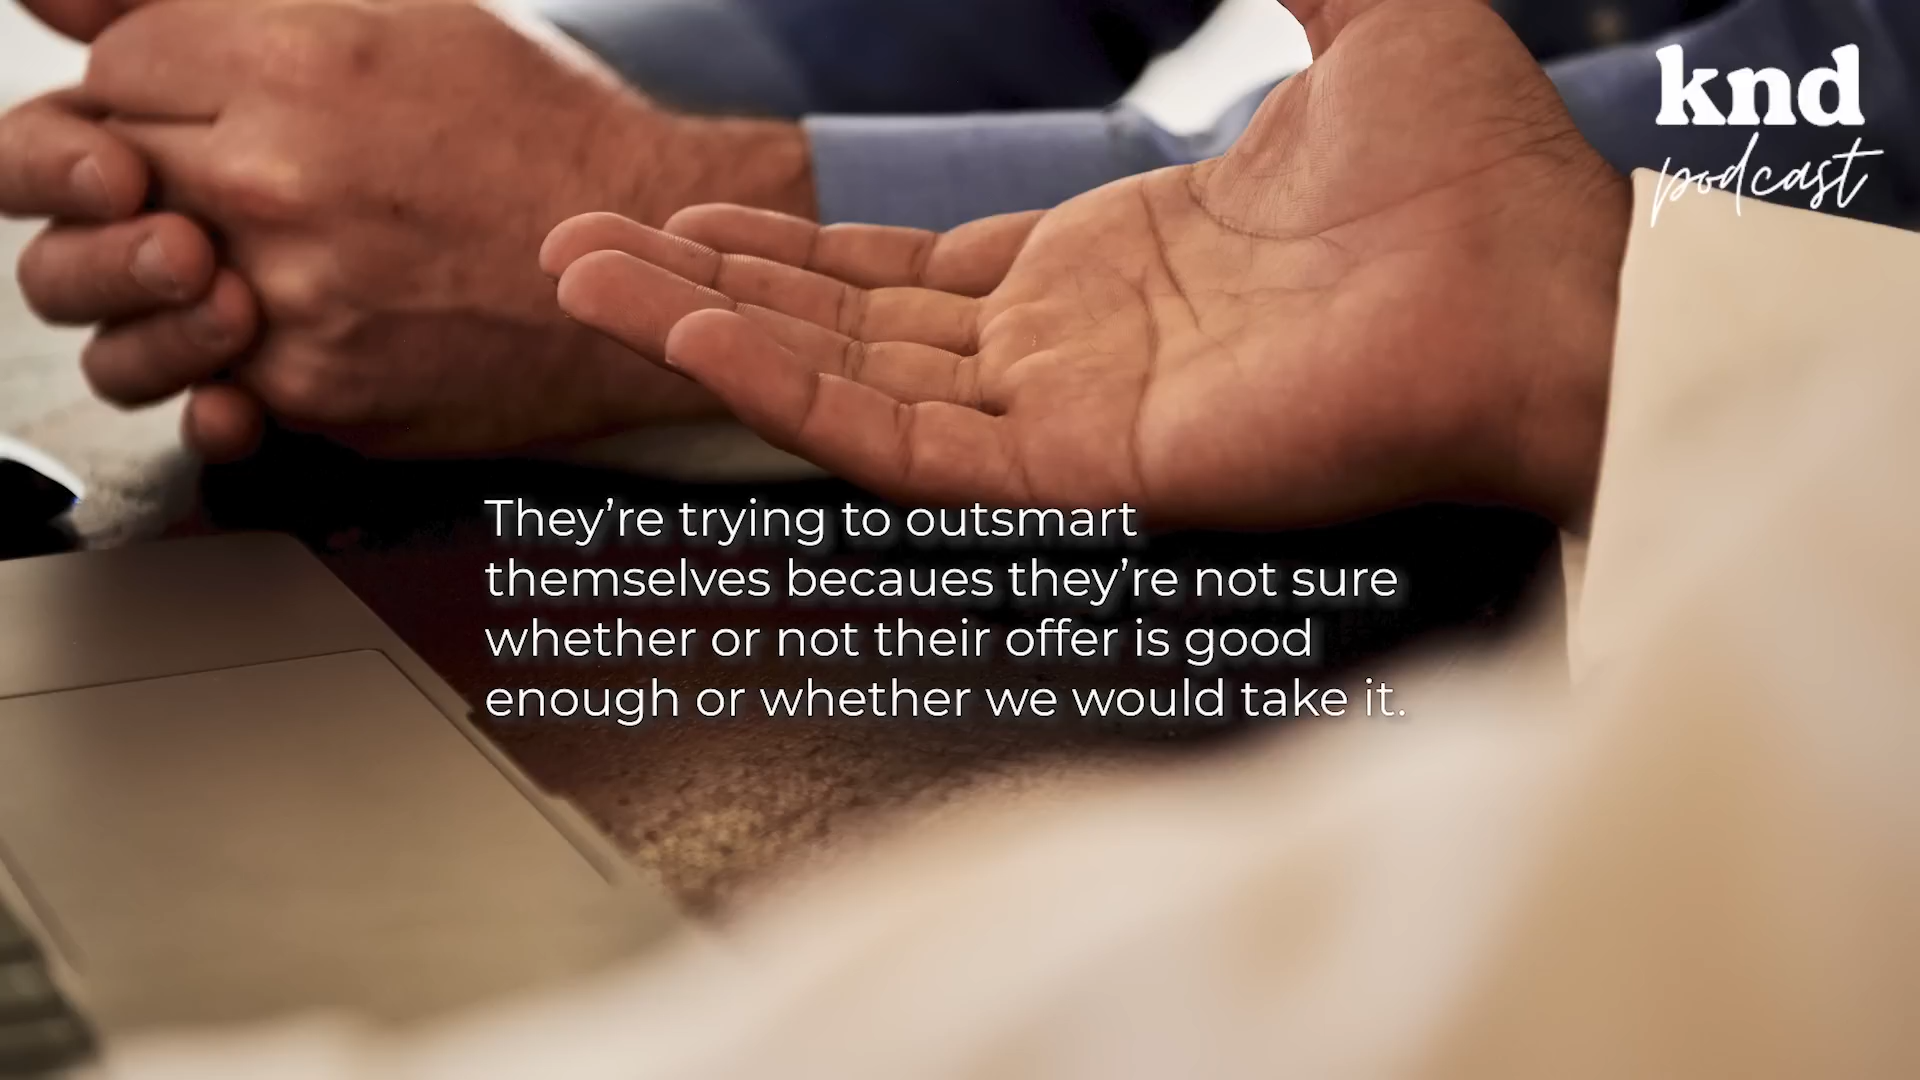 knd
podcast
They’re trying to outsmart
themselves becaues they’re not sure
whether or not their offer is good
enough or whether we would take it.